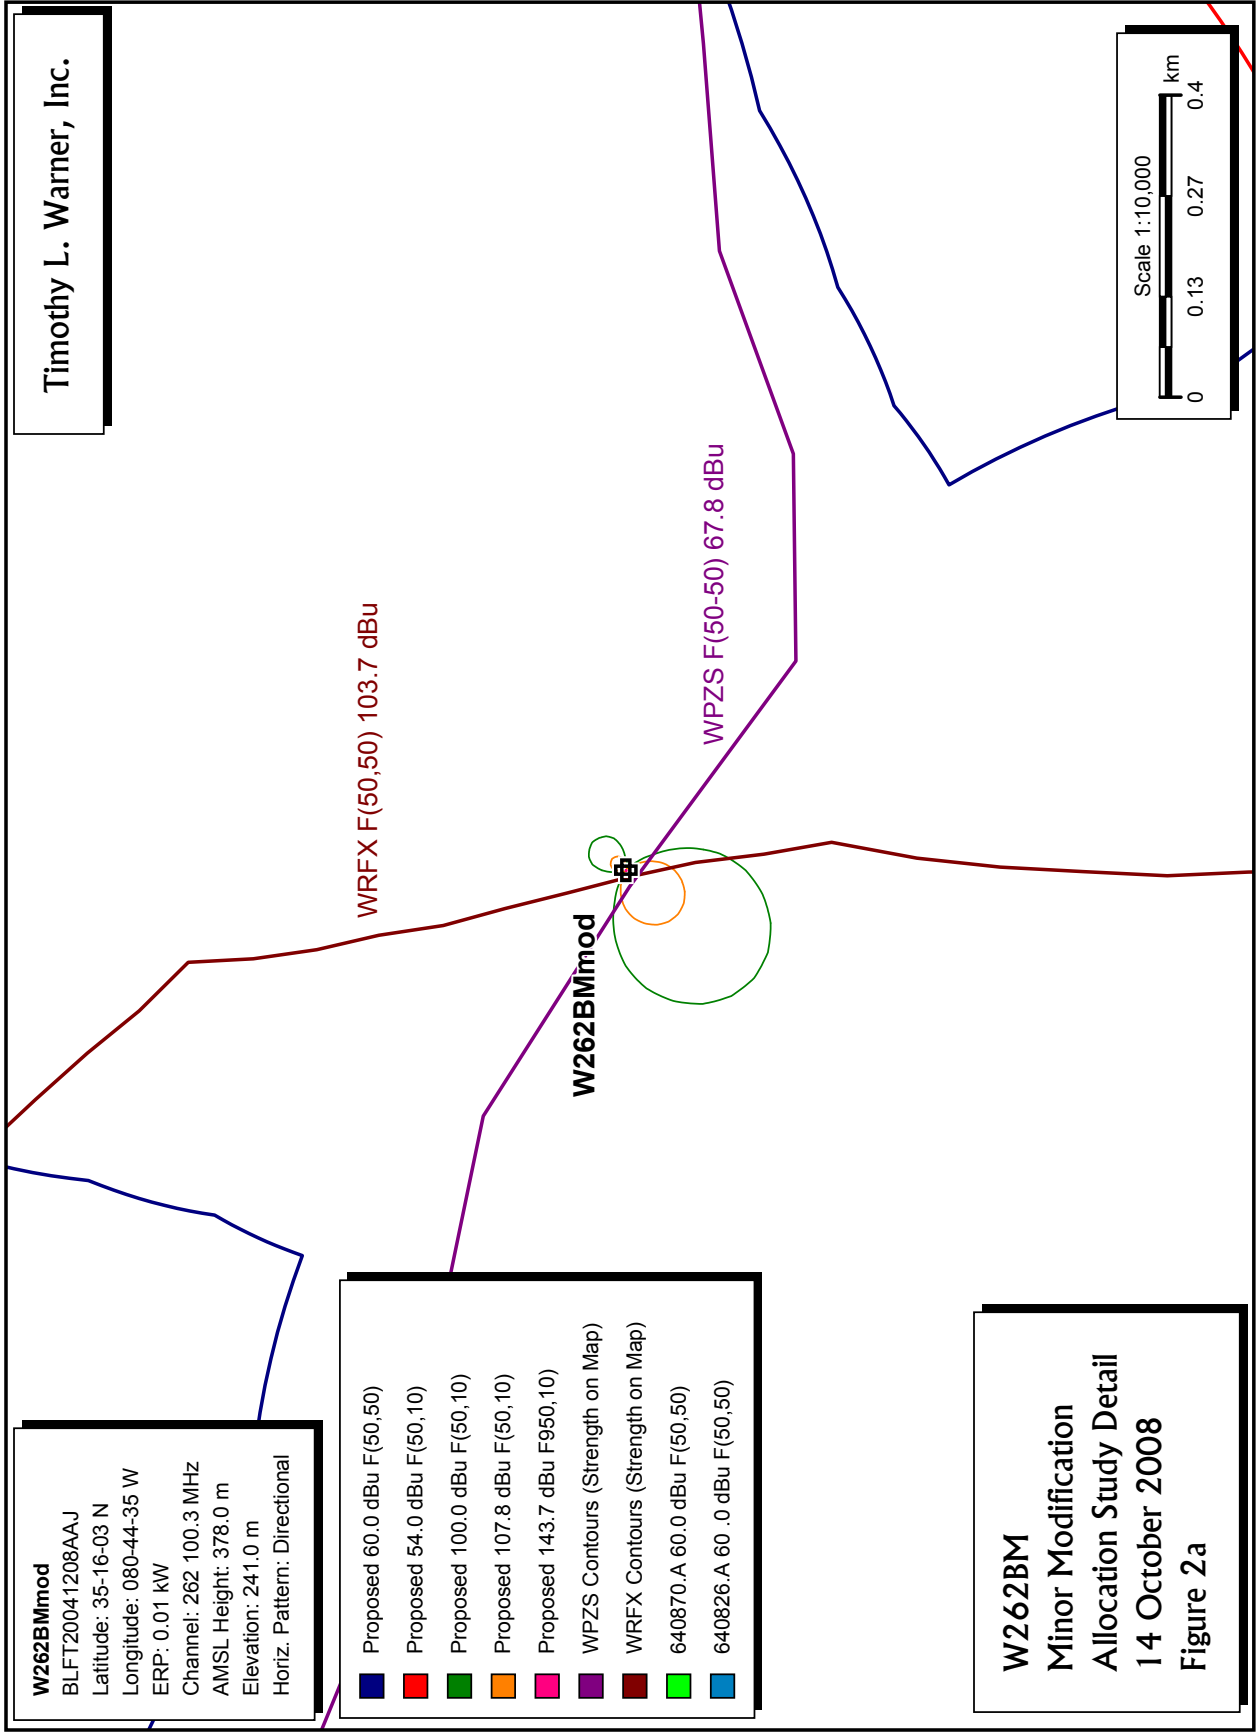 W262BMmod
BLFT20041208AAJ
Latitude: 35-16-03 N
Longitude: 080-44-35 W
ERP: 0.01 kW
Channel: 262 100.3 MHz
AMSL Height: 378.0 m
Elevation: 241.0 m
Horiz. Pattern: Directional
Timothy L. Warner, Inc.
WRFX F(50,50) 103.7 dBu
W262BMmod
WPZS F(50-50) 67.8 dBu
Proposed 60.0 dBu F(50,50)
Proposed 54.0 dBu F(50,10)
Proposed 100.0 dBu F(50,10)
Proposed 107.8 dBu F(50,10)
Proposed 143.7 dBu F950,10)
WPZS Contours (Strength on Map)
WRFX Contours (Strength on Map)
640870.A 60.0 dBu F(50,50)
640826.A 60 .0 dBu F(50,50)
W262BM
Minor Modification
Allocation Study Detail
14 October 2008
Figure 2a
Scale 1:10,000
km
0 0.13 0.27 0.4